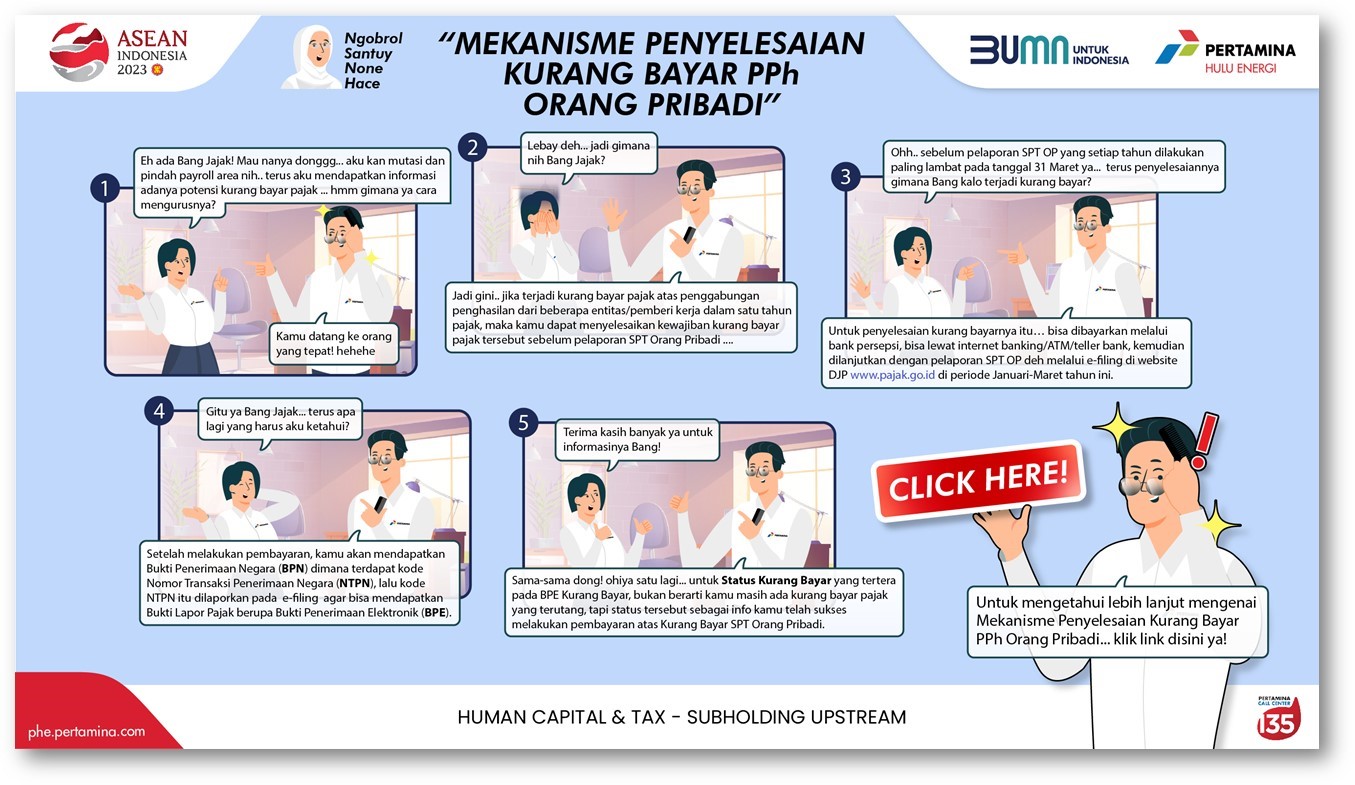 ASEAN
INDONESIA
2023
Ngobrol
Santuy
None
Hace
“MEKANISME PENYELESAIAN
KURANG BAYAR PPh
ORANG PRIBADI”
BUMN UNTUK
INDONESIA
PERTAMINA
HULU ENERGI
1
Eh ada Bang Jajak! Mau nanya donggg... aku kan mutasi dan
pindah payroll area nih.. terus aku mendapatkan informasi
adanya potensi kurang bayar pajak ... hmm gimana ya cara
mengurusnya?
Kamu datang ke orang
yang tepat! hehehe
2
Lebay deh... jadi gimana
nih Bang Jajak?
Jadi gini.. jika terjadi kurang bayar pajak atas penggabungan
penghasilan dari beberapa entitas/pemberi kerja dalam satu tahun
pajak, maka kamu dapat menyelesaikan kewajiban kurang bayar
pajak tersebut sebelum pelaporan SPT Orang Pribadi ....
3
Ohh.. sebelum pelaporan SPT OP yang setiap tahun dilakukan
paling lambat pada tanggal 31 Maret ya... terus penyelesaiannya
gimana Bang kalo terjadi kurang bayar?
Untuk penyelesaian kurang bayarnya itu... bisa dibayarkan melalui
bank persepsi, bisa lewat internet banking/ATM/teller bank, kemudian
dilanjutkan dengan pelaporan SPT OP deh melalui e-filing di website
DJP www.pajak.go.id di periode Januari-Maret tahun ini.
4
Gitu ya Bang Jajak... terus apa
lagi yang harus aku ketahui?
Setelah melakukan pembayaran, kamu akan mendapatkan
Bukti Penerimaan Negara (BPN) dimana terdapat kode
Nomor Transaksi Penerimaan Negara (NTPN), lalu kode
NTPN itu dilaporkan pada e-filing agar bisa mendapatkan
Bukti Lapor Pajak berupa Bukti Penerimaan Elektronik (BPE).
5
Terima kasih banyak ya untuk
informasinya Bang!
Sama-sama dong! ohiya satu lagi... untuk Status Kurang Bayar yang tertera
pada BPE Kurang Bayar, bukan berarti kamu masih ada kurang bayar pajak
yang terutang, tapi status tersebut sebagai info kamu telah sukses
melakukan pembayaran atas Kurang Bayar SPT Orang Pribadi.
CLICK HERE!
Untuk mengetahui lebih lanjut mengenai
Mekanisme Penyelesaian Kurang Bayar
PPh Orang Pribadi... klik link disini ya!
phe.pertamina.com
HUMAN CAPITAL & TAX - SUBHOLDING UPSTREAM
PERTAMINA
CALL CENTER
135